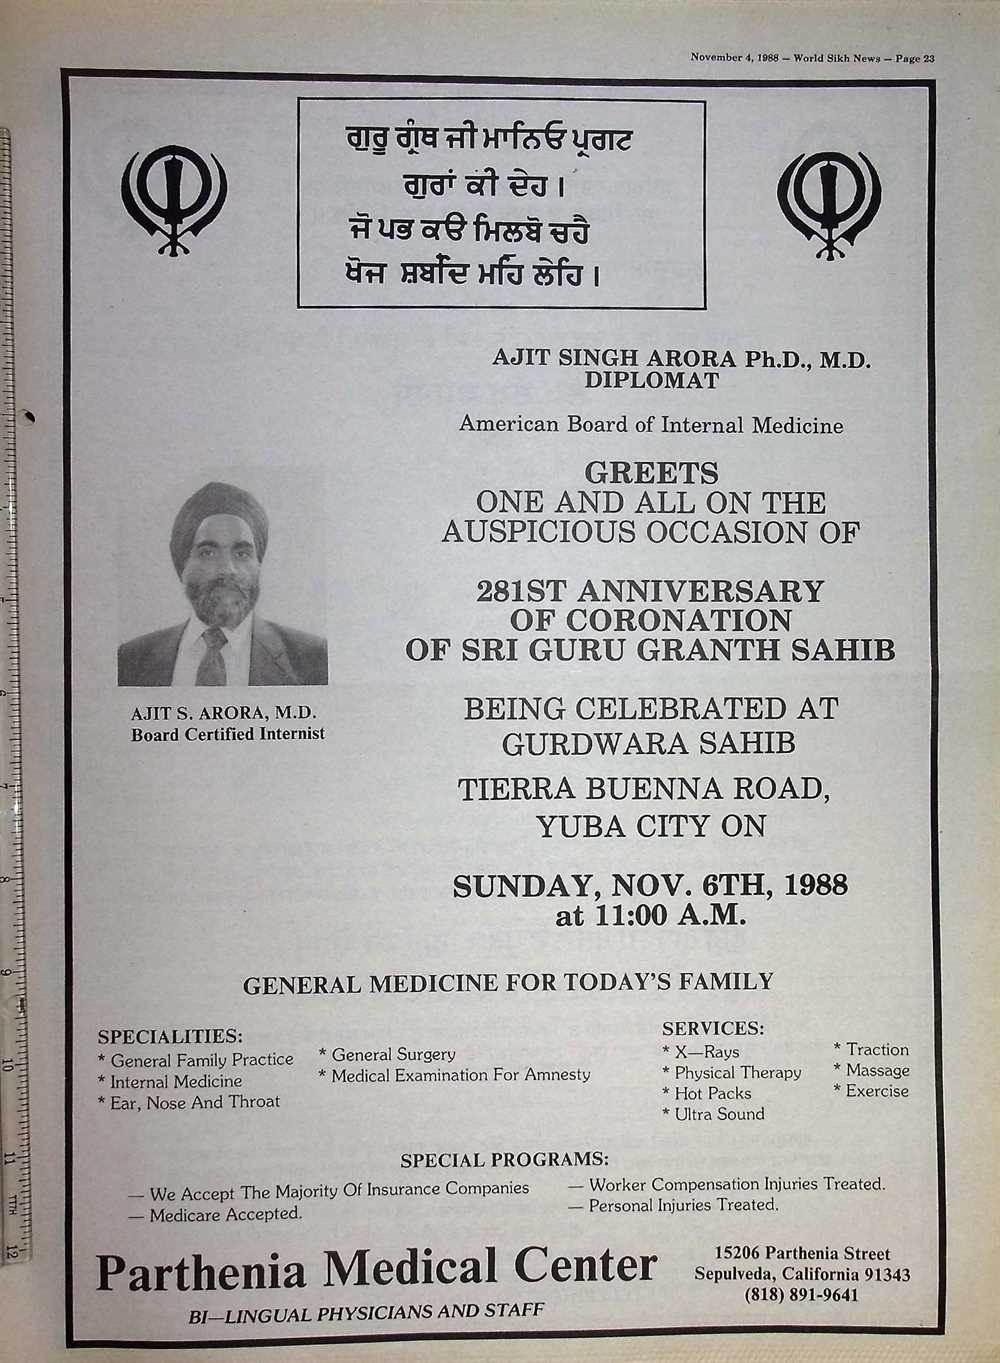 November 4, 1988 — World Sikh News — Page 23
ਗੁਰੂ ਗ੍ਰੰਥ ਜੀ ਮਾਨਿਓ ਪ੍ਰਗਟ
ਗੁਰਾਂ ਕੀ ਦੇਹ ।
ਜੋ ਪਭ ਕਉ ਮਿਲਬੋ ਚਹੈ
ਖੋਜ ਸ਼ਬਦਿ ਮਹਿ ਲੇਹਿ ।
AJIT SINGH ARORA Ph.D., M.D.
DIPLOMAT
American Board of Internal Medicine
GREETS
ONE AND ALL ON THE
AUSPICIOUS OCCASION OF
281ST ANNIVERSARY
OF CORONATION
OF SRI GURU GRANTH SAHIB
AJIT S. ARORA, M.D.
Board Certified Internist
BEING CELEBRATED AT
GURDWARA SAHIB
TIERRA BUENNA ROAD,
YUBA CITY ON
SUNDAY, NOV. 6TH, 1988
at 11:00 A.M.
GENERAL MEDICINE FOR TODAY'S FAMILY
SPECIALITIES:
* General Family Practice
* Internal Medicine
* Ear, Nose And Throat
* General Surgery
* Medical Examination For Amnesty
SERVICES:
* X—Rays
* Physical Therapy
* Hot Packs
* Ultra Sound
* Traction
* Massage
* Exercise
SPECIAL PROGRAMS:
— We Accept The Majority Of Insurance Companies
— Medicare Accepted.
— Worker Compensation Injuries Treated.
— Personal Injuries Treated.
Parthenia Medical Center
BI—LINGUAL PHYSICIANS AND STAFF
15206 Parthenia Street
Sepulveda, California 91343
(818) 891-9641